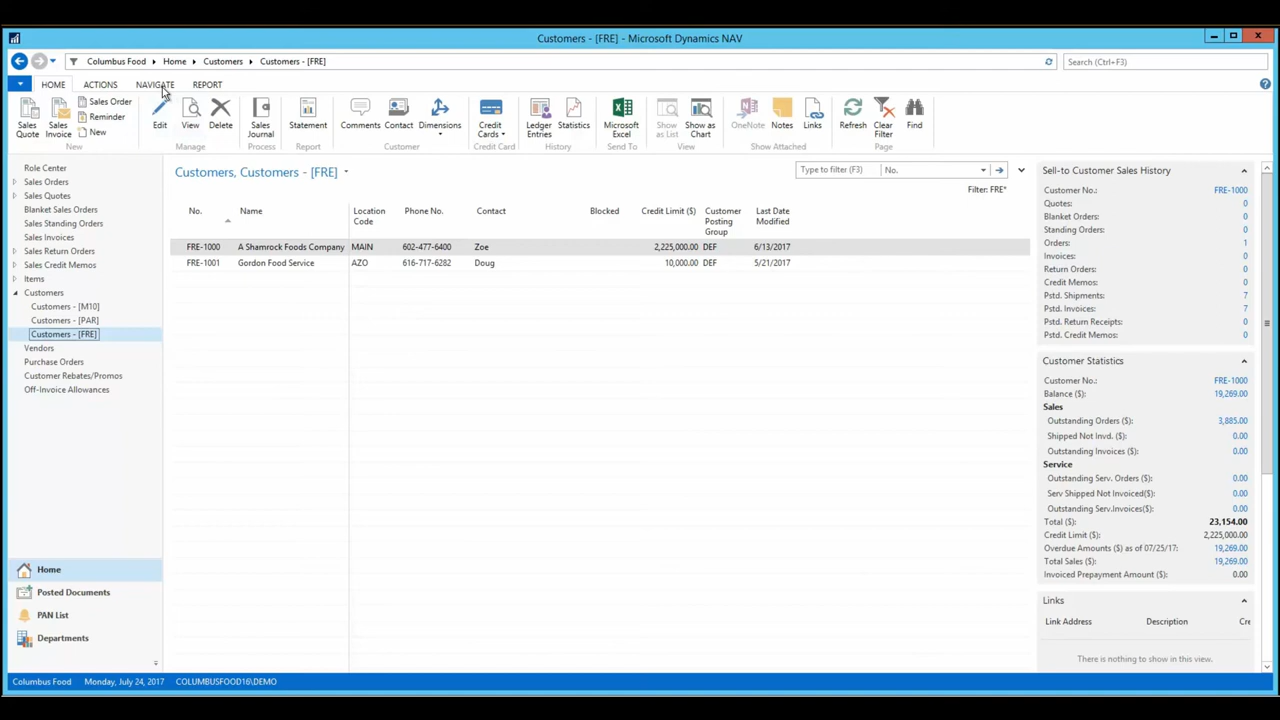 Customers - [FRE] - Microsoft Dynamics NAV
Columbus Food Home Customers Customers - [FRE]
Search (Ctrl+F3)
HOME ACTIONS NAVIGATE REPORT
Sales Quote
Sales Invoice
Sales Order
Reminder
New
New
Edit
View
Delete
Manage
Sales Journal
Process
Statement
Report
Comments
Contact
Dimensions
Customer
Credit Cards
Credit Card
Ledger Entries
Statistics
History
Microsoft Excel
Send To
Show as List
Show as Chart
View
OneNote
Notes
Links
Show Attached
Refresh
Clear Filter
Find
Page
Role Center
Sales Orders
Sales Quotes
Blanket Sales Orders
Sales Standing Orders
Sales Invoices
Sales Return Orders
Sales Credit Memos
Items
Customers
Customers - [M10]
Customers - [PAR]
Customers - [FRE]
Vendors
Purchase Orders
Customer Rebates/Promos
Off-Invoice Allowances
Home
Posted Documents
PAN List
Departments
Customers, Customers - [FRE]
Type to filter (F3) No.
Filter: FRE*
No. Name Location Code Phone No. Contact Blocked Credit Limit ($) Customer Posting Group Last Date Modified
FRE-1000 A Shamrock Foods Company MAIN 602-477-6400 Zoe 2,225,000.00 DEF 6/13/2017
FRE-1001 Gordon Food Service AZO 616-717-6282 Doug 10,000.00 DEF 5/21/2017
Sell-to Customer Sales History
Customer No.: FRE-1000
Quotes: 0
Blanket Orders: 0
Standing Orders: 0
Orders: 1
Invoices: 0
Return Orders: 0
Credit Memos: 0
Pstd. Shipments: 7
Pstd. Invoices: 7
Pstd. Return Receipts: 0
Pstd. Credit Memos: 0
Customer Statistics
Customer No.: FRE-1000
Balance ($): 19,269.00
Sales
Outstanding Orders ($): 3,885.00
Shipped Not Invd. ($): 0.00
Outstanding Invoices ($): 0.00
Service
Outstanding Serv. Orders ($): 0.00
Serv Shipped Not Invoiced($): 0.00
Outstanding Serv.Invoices($): 0.00
Total ($): 23,154.00
Credit Limit ($): 2,225,000.00
Overdue Amounts ($) as of 07/25/17: 19,269.00
Total Sales ($): 19,269.00
Invoiced Prepayment Amount ($): 0.00
Links
Link Address Description Cre
There is nothing to show in this view.
Columbus Food Monday, July 24, 2017 COLUMBUSFOOD16\DEMO